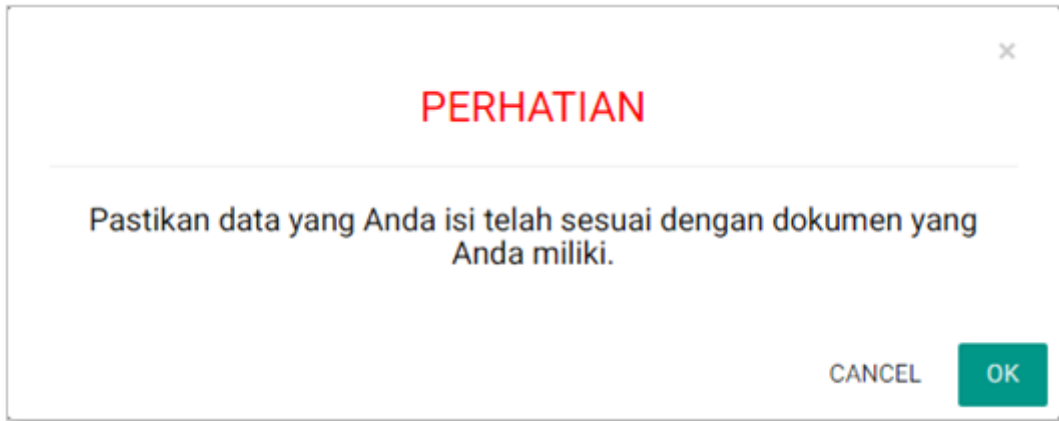 ×
PERHATIAN
Pastikan data yang Anda isi telah sesuai dengan dokumen yang
Anda miliki.
CANCEL OK